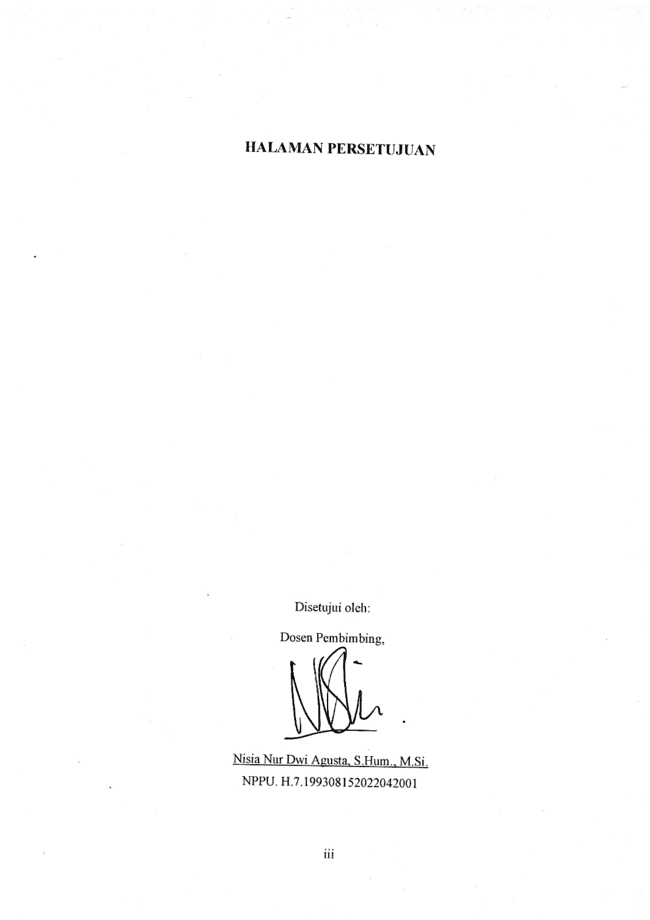 HALAMAN PERSETUJUAN
Disetujui oleh:
Dosen Pembimbing,
Nisia Nur Dwi Agusta, S.Hum., M.Si.
NPPU. H.7.199308152022042001
iii